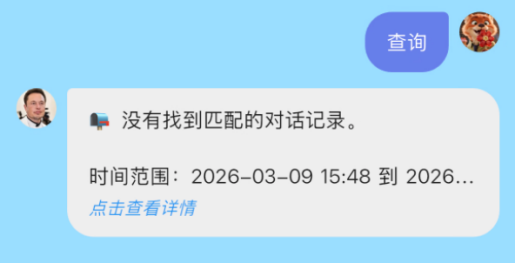 查询
📭 没有找到匹配的对话记录。
时间范围：2026-03-09 15:48 到 2026...
点击查看详情